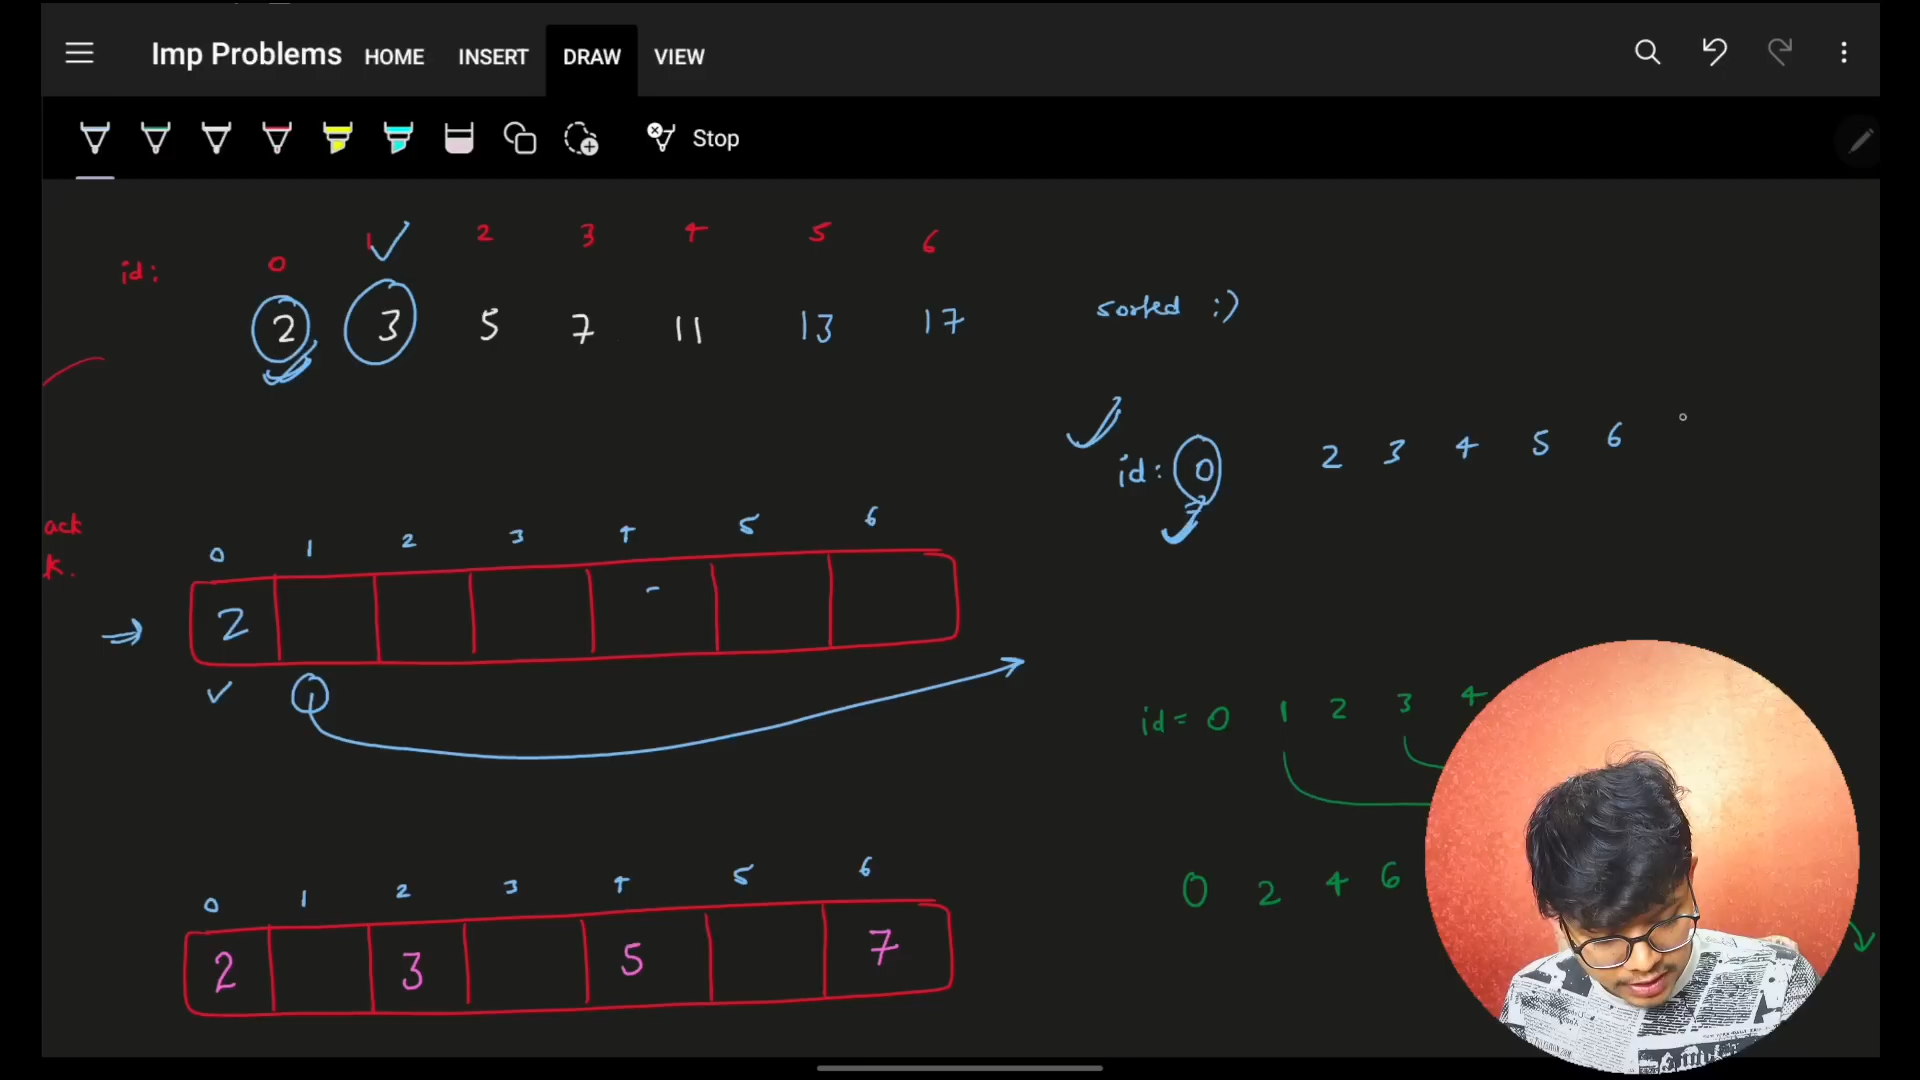 Imp Problems HOME INSERT DRAW VIEW
Stop
id: 0 1 2 3 4 5 6
2 3 5 7 11 13 17
sorted :)
id: 0 2 3 4 5 6
ack
k.
0 1 2 3 4 5 6
2
1
id = 0 1 2 3 4
0 2 4 6
0 1 2 3 4 5 6
2 3 5 7